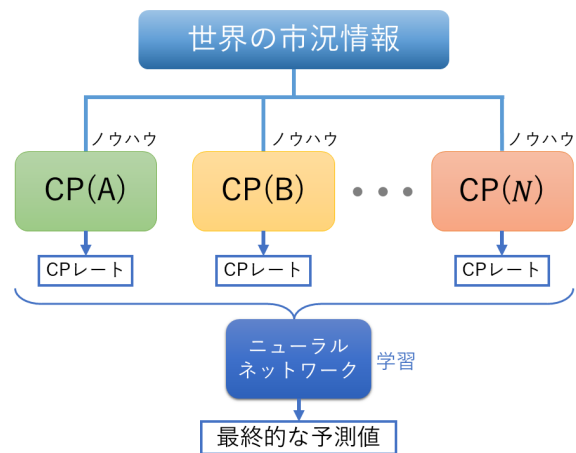 世界の市況情報
ノウハウ
ノウハウ
ノウハウ
CP(A)
CP(B)
・・・
CP(N)
CPレート
CPレート
CPレート
ニューラル
ネットワーク
学習
最終的な予測値